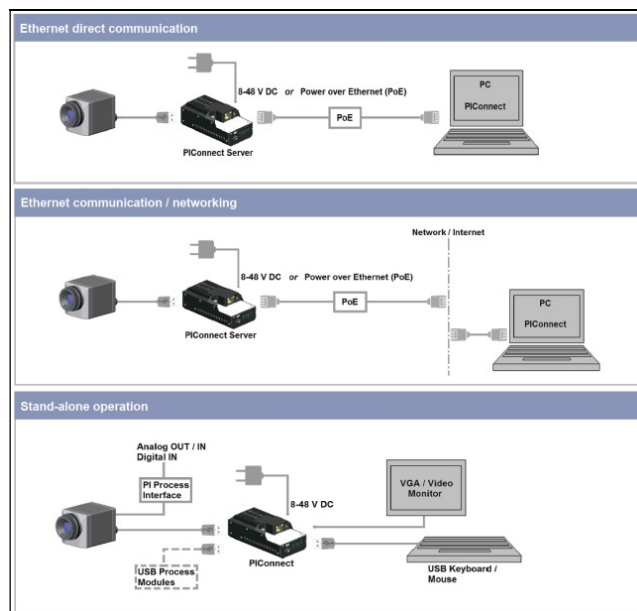 Ethernet direct communication
8-48 V DC or Power over Ethernet (PoE)
PoE
PIConnect Server
PC
PIConnect
Ethernet communication / networking
Network / Internet
8-48 V DC or Power over Ethernet (PoE)
PoE
PIConnect Server
PC
PIConnect
Stand-alone operation
Analog OUT / IN
Digital IN
PI Process
Interface
8-48 V DC
VGA / Video
Monitor
USB Process
Modules
PIConnect
USB Keyboard /
Mouse